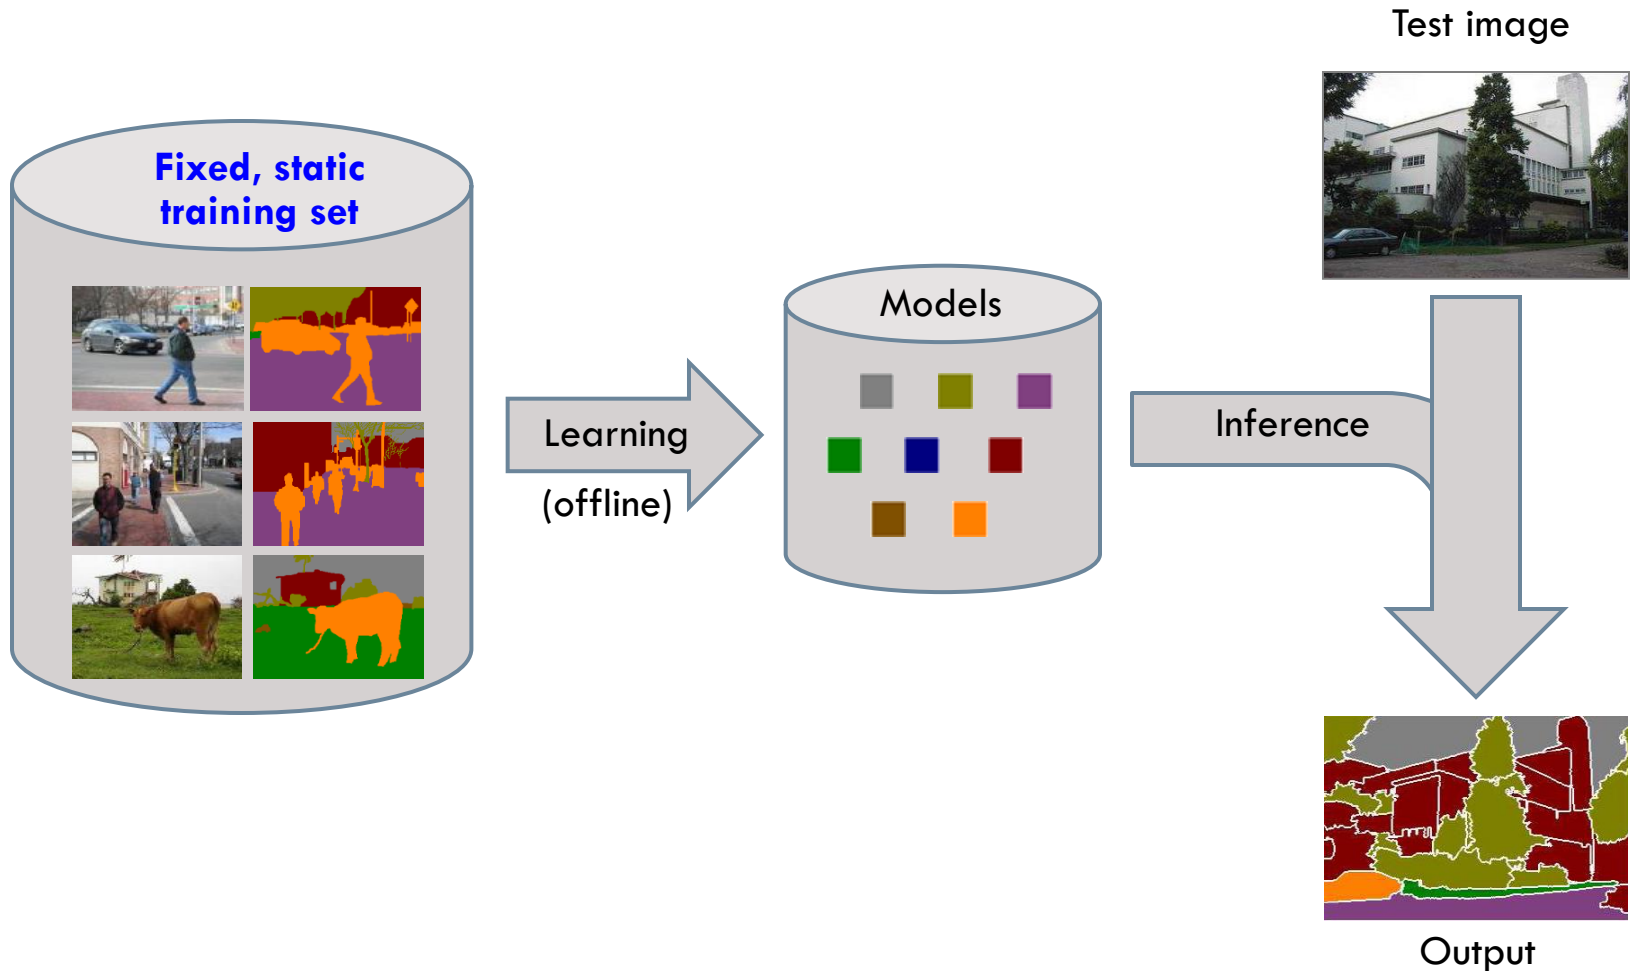 Test image
Fixed, static
training set
Models
Learning
(offline)
Inference
Output